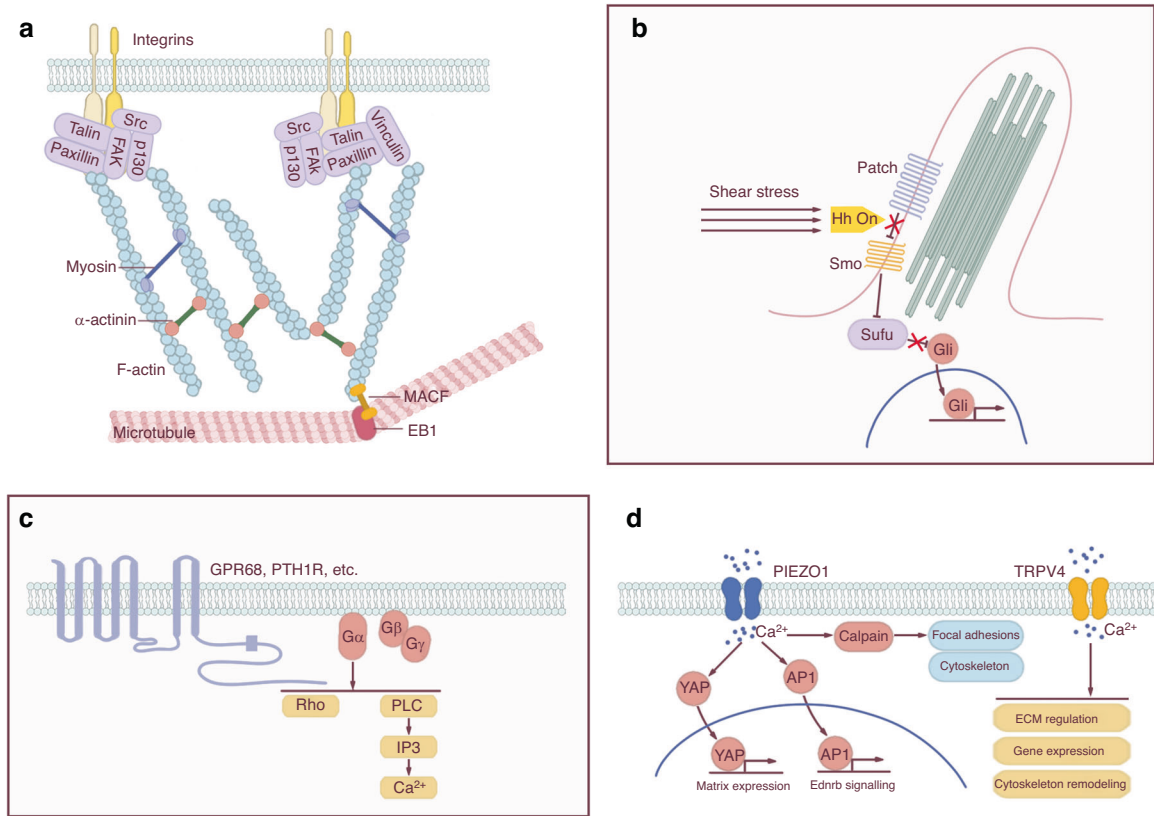 a
Integrins
Talin
Src
Paxillin
FAk
p130
Src
p130
FAk
Talin
Paxillin
Vinculin
Myosin
α-actinin
F-actin
MACF
EB1
Microtubule
b
Patch
Shear stress
Hh On
Smo
Sufu
Gli
Gli
c
GPR68, PTH1R, etc.
Gα
Gβ
Gγ
Rho
PLC
IP3
Ca²⁺
d
PIEZO1
TRPV4
Ca²⁺
Calpain
Focal adhesions
Cytoskeleton
Ca²⁺
YAP
AP1
YAP
AP1
Matrix expression
Ednrb signalling
ECM regulation
Gene expression
Cytoskeleton remodeling